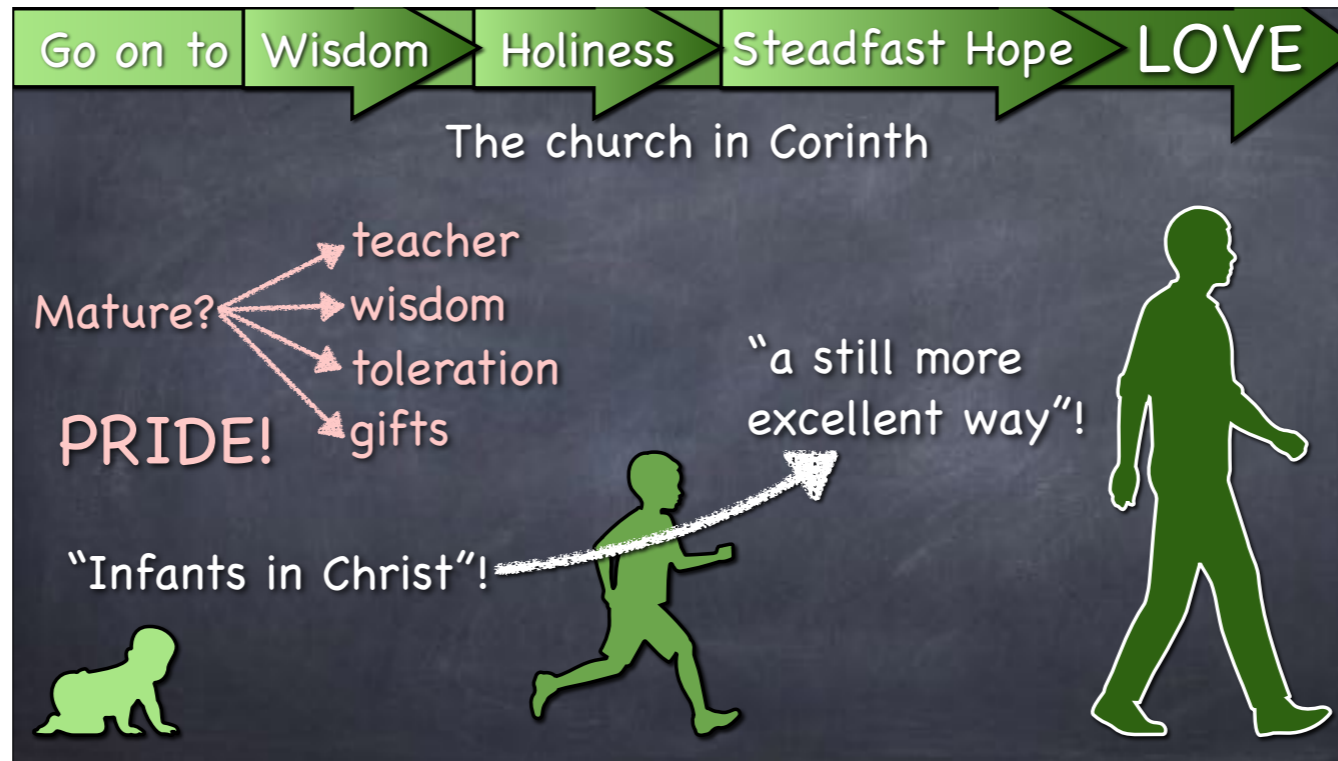 Go on to Wisdom Holiness Steadfast Hope LOVE
The church in Corinth
teacher
Mature? wisdom
toleration
PRIDE! gifts
“a still more
excellent way”!
“Infants in Christ”!